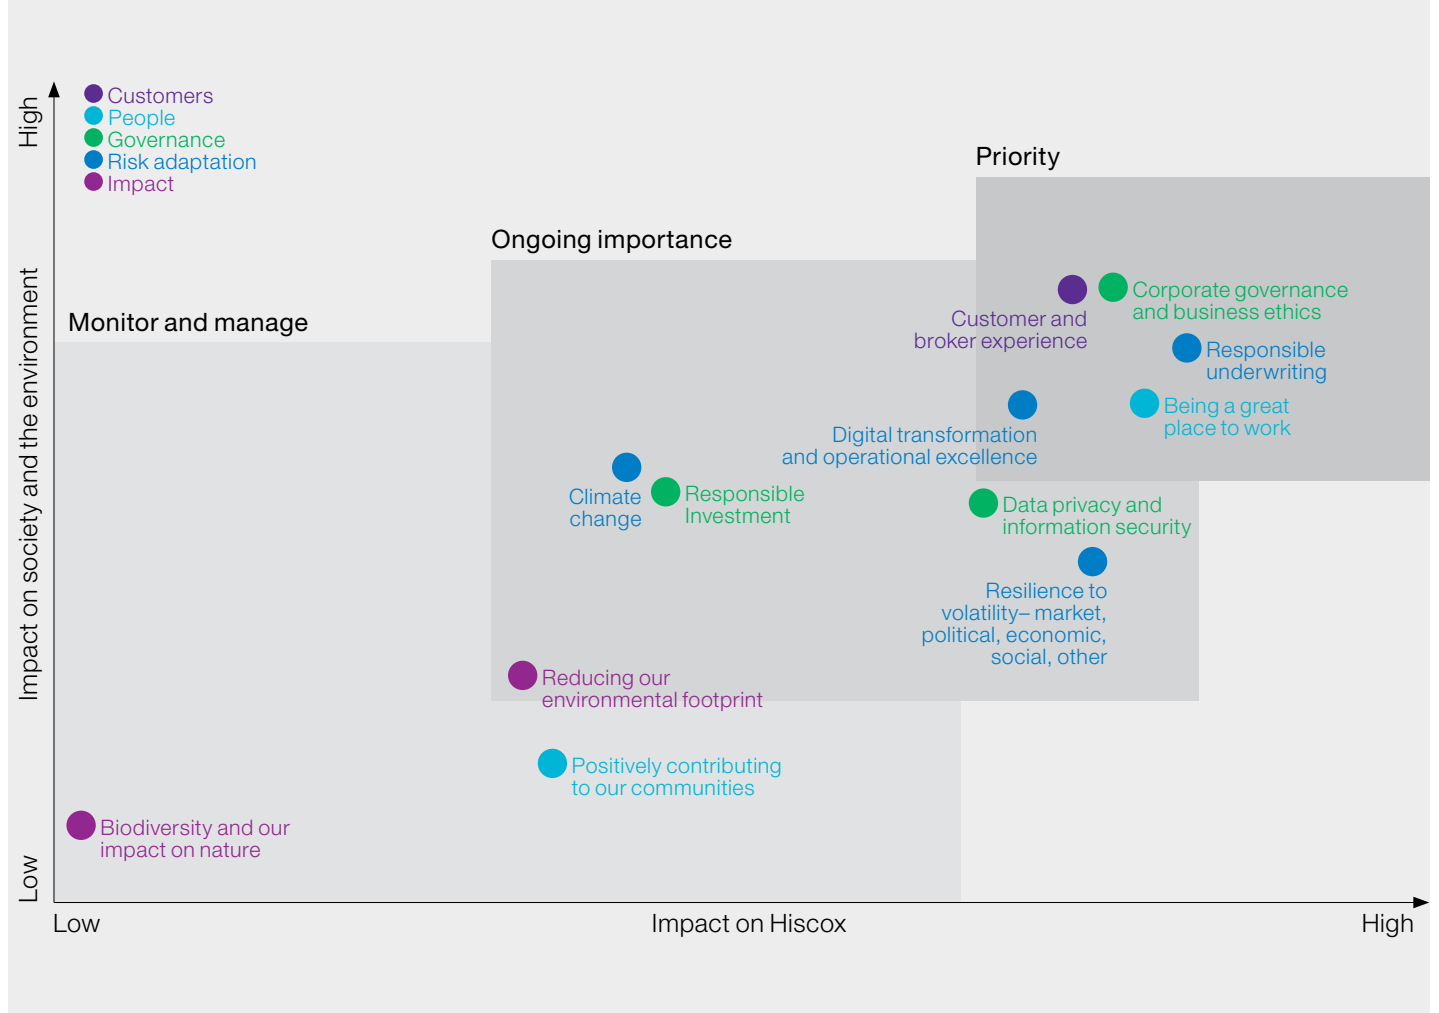 High
Impact on society and the environment
Low
Customers
People
Governance
Risk adaptation
Impact
Monitor and manage
Ongoing importance
Priority
Customer and
broker experience
Corporate governance
and business ethics
Responsible
underwriting
Being a great
place to work
Digital transformation
and operational excellence
Climate
change
Responsible
Investment
Data privacy and
information security
Resilience to
volatility– market,
political, economic,
social, other
Reducing our
environmental footprint
Positively contributing
to our communities
Biodiversity and our
impact on nature
Low
Impact on Hiscox
High